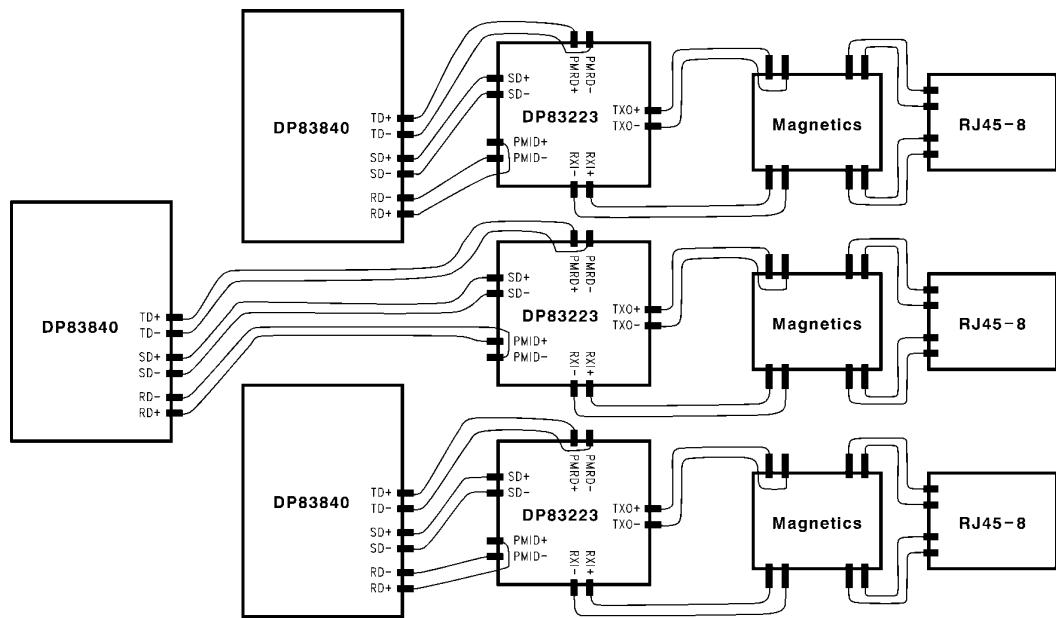 DP83840
TD+
TD-
SD+
SD-
RD-
RD+
DP83223
PMRD+
PMRD-
SD+
SD-
PMID+
PMID-
TXO+
TXO-
RXI-
RXI+
Magnetics
RJ45-8
DP83840
TD+
TD-
SD+
SD-
RD-
RD+
DP83223
PMRD+
PMRD-
SD+
SD-
PMID+
PMID-
TXO+
TXO-
RXI-
RXI+
Magnetics
RJ45-8
DP83840
TD+
TD-
SD+
SD-
RD-
RD+
DP83223
PMRD+
PMRD-
SD+
SD-
PMID+
PMID-
TXO+
TXO-
RXI-
RXI+
Magnetics
RJ45-8